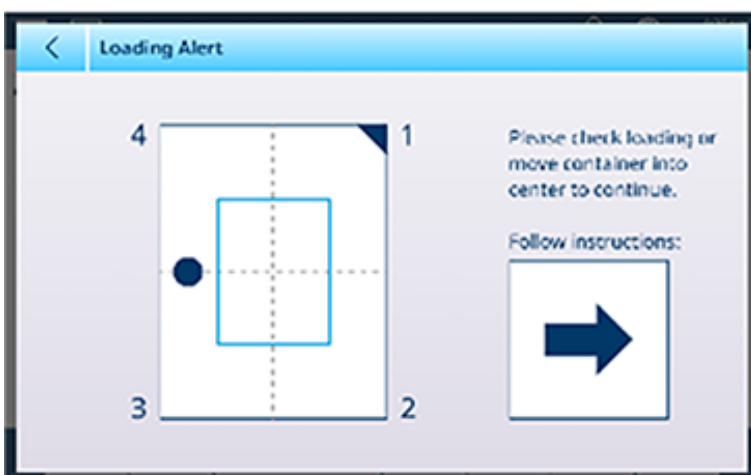 Loading Alert
4
1
Please check loading or
move container into
center to continue.
Follow instructions:
3
2